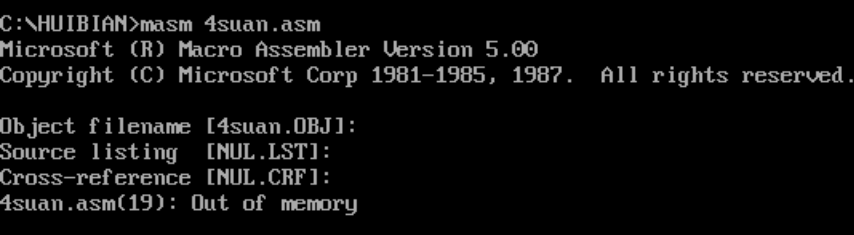 C:\HUIBIAN>masm 4suan.asm
Microsoft (R) Macro Assembler Version 5.00
Copyright (C) Microsoft Corp 1981-1985, 1987.  All rights reserved.
Object filename [4suan.OBJ]:
Source listing  [NUL.LST]:
Cross-reference [NUL.CRF]:
4suan.asm(19): Out of memory